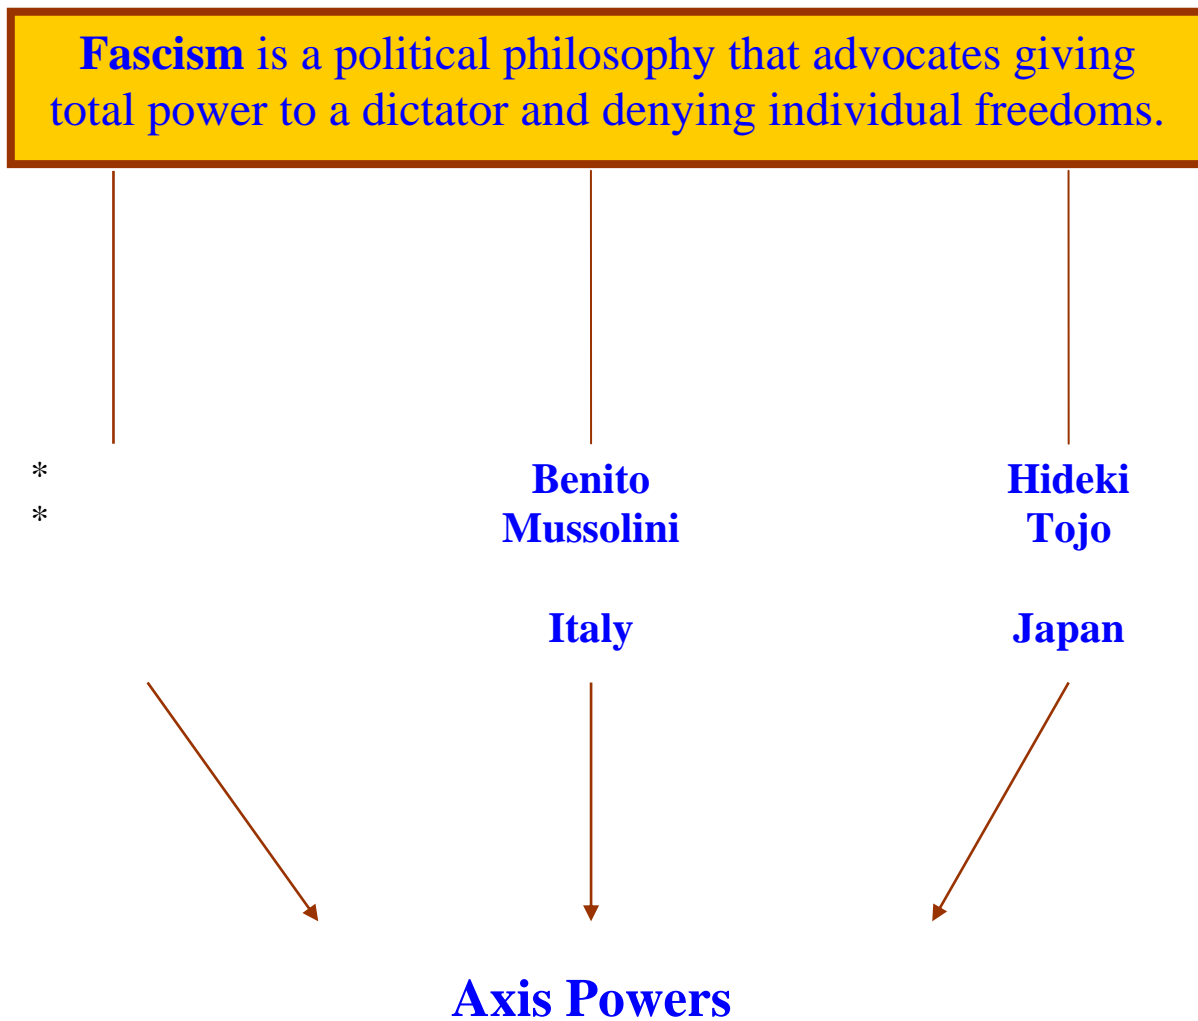 Fascism is a political philosophy that advocates giving
total power to a dictator and denying individual freedoms.
*
*
Benito
Mussolini
Italy
Hideki
Tojo
Japan
Axis Powers